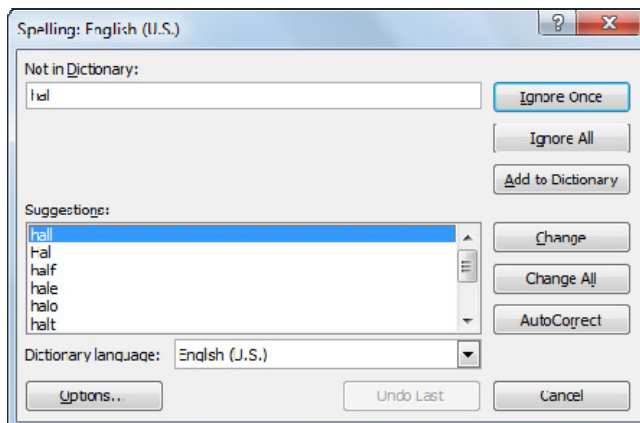 Spelling: English (U.S.)
Not in Dictionary:
hal
Ignore Once
Ignore All
Add to Dictionary
Suggestions:
hall
Hal
half
hale
halo
halt
Change
Change All
AutoCorrect
Dictionary language:
English (U.S.)
Options...
Undo Last
Cancel